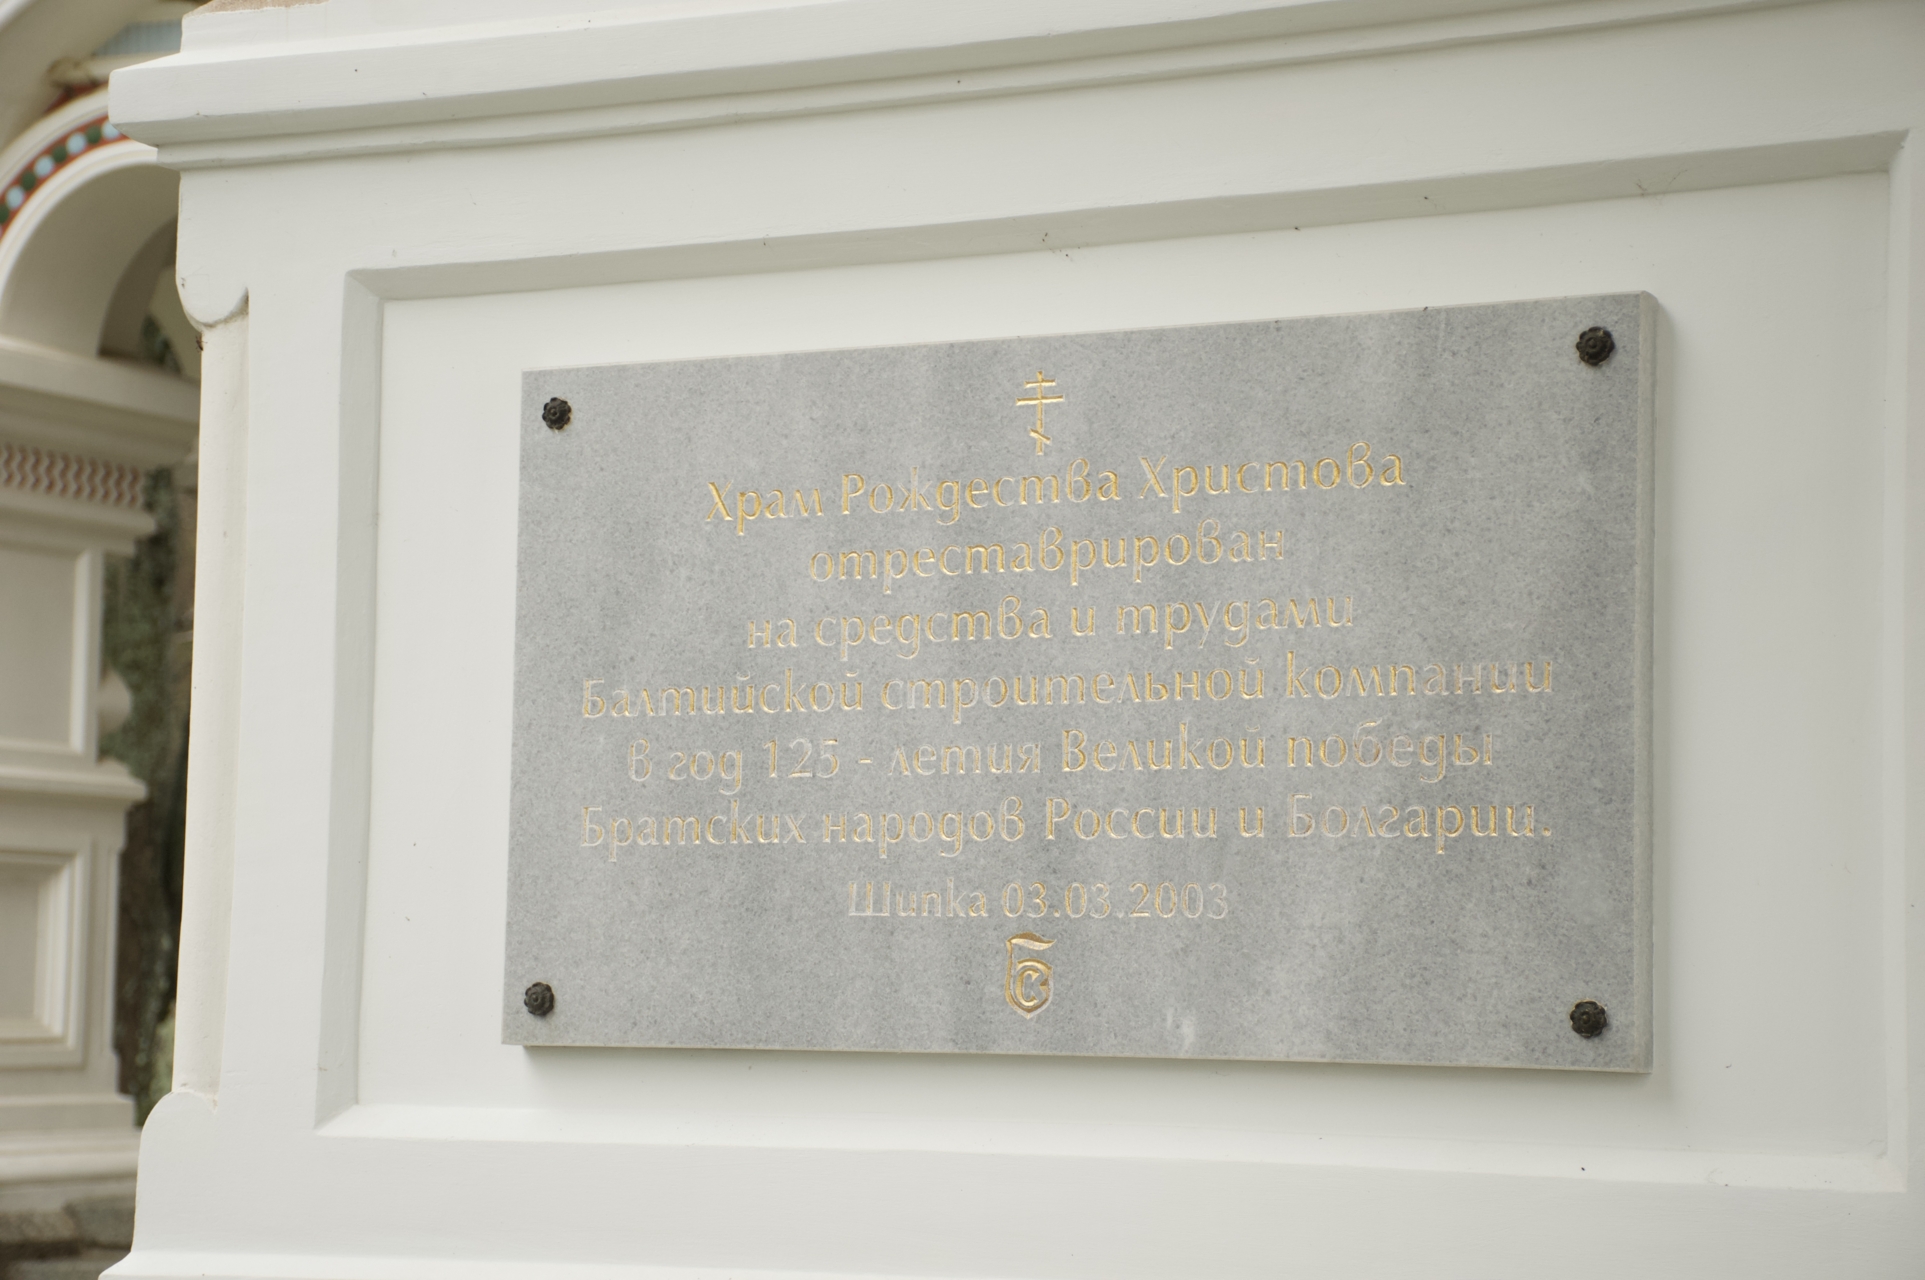 Храм Рождества Христова
отреставрирован
на средства и трудами
Балтийской строительной компании
в год 125 - летия Великой победы
Братских народов России и Болгарии.
Шипка 03.03.2003
БСК